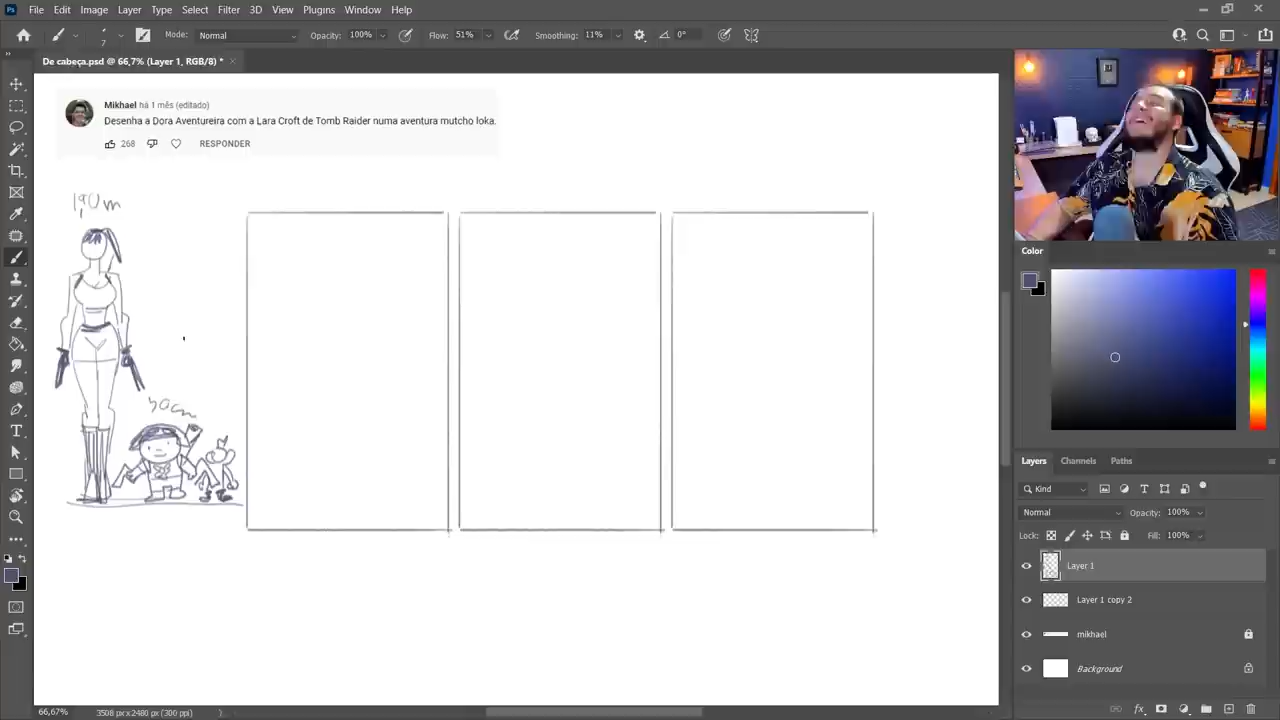 Ps File Edit Image Layer Type Select Filter 3D View Plugins Window Help
7 Mode: Normal Opacity: 100% Flow: 51% Smoothing: 11% 0°
De cabeça.psd @ 66,7% (Layer 1, RGB/8) *
Mikhael há 1 mês (editado)
Desenha a Dora Aventureira com a Lara Croft de Tomb Raider numa aventura mutcho loka.
268 RESPONDER
1,90m
Color
Layers Channels Paths
Kind
Normal Opacity: 100%
Lock: Fill: 100%
Layer 1
Layer 1 copy 2
mikhael
Background
66,67% 3508 px x 2480 px (300 ppi)